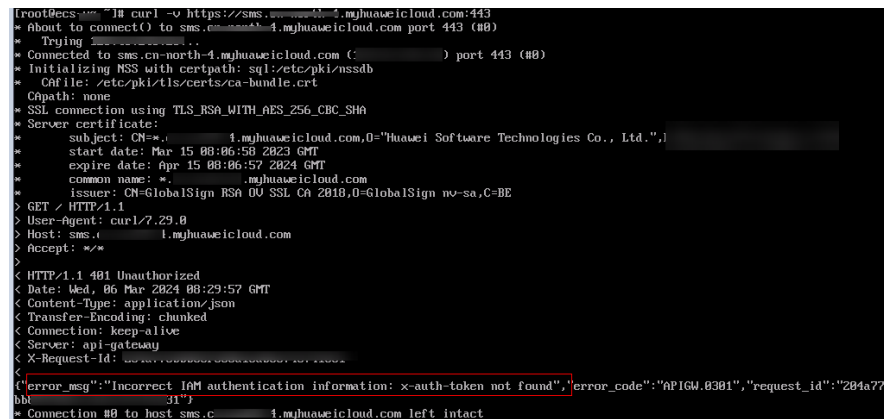 [root@ecs- ~]# curl -v https://sms.cn-north-4.myhuaweicloud.com:443
* About to connect() to sms.cn-north-4.myhuaweicloud.com port 443 (#0)
* Trying ...
* Connected to sms.cn-north-4.myhuaweicloud.com ( ) port 443 (#0)
* Initializing NSS with certpath: sql:/etc/pki/nssdb
* CAfile: /etc/pki/tls/certs/ca-bundle.crt
CApath: none
* SSL connection using TLS_RSA_WITH_AES_256_CBC_SHA
* Server certificate:
* subject: CN=*. 4.myhuaweicloud.com,O="Huawei Software Technologies Co., Ltd.",
* start date: Mar 15 08:06:58 2023 GMT
* expire date: Apr 15 08:06:57 2024 GMT
* common name: *. .myhuaweicloud.com
* issuer: CN=GlobalSign RSA OV SSL CA 2018,O=GlobalSign nv-sa,C=BE
> GET / HTTP/1.1
> User-Agent: curl/7.29.0
> Host: sms. .myhuaweicloud.com
> Accept: */*
>
< HTTP/1.1 401 Unauthorized
< Date: Wed, 06 Mar 2024 08:29:57 GMT
< Content-Type: application/json
< Transfer-Encoding: chunked
< Connection: keep-alive
< Server: api-gateway
< X-Request-Id:
<
{"error_msg":"Incorrect IAM authentication information: x-auth-token not found","error_code":"APIGW.0301","request_id":"204a77
31"}
* Connection #0 to host sms.c 4.myhuaweicloud.com left intact